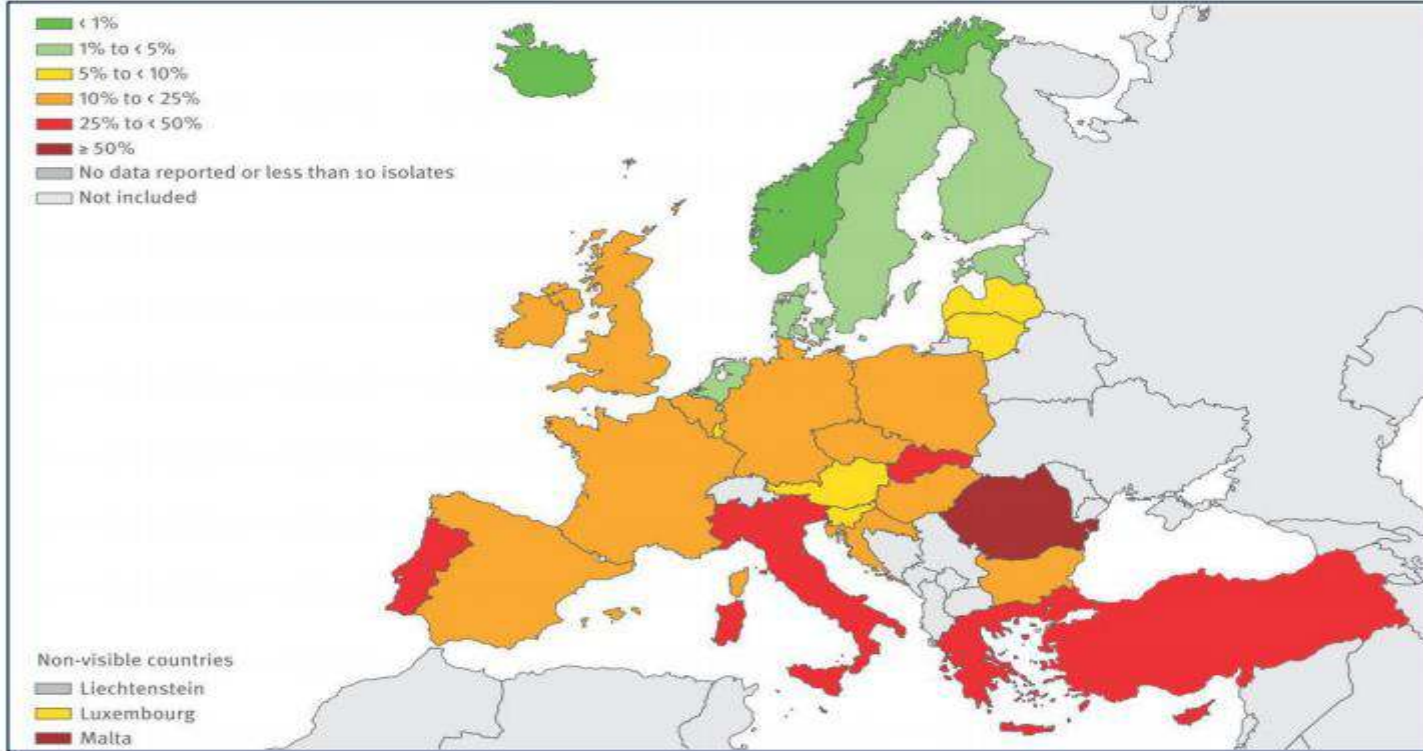 < 1%
1% to < 5%
5% to < 10%
10% to < 25%
25% to < 50%
≥ 50%
No data reported or less than 10 isolates
Not included
Non-visible countries
Liechtenstein
Luxembourg
Malta